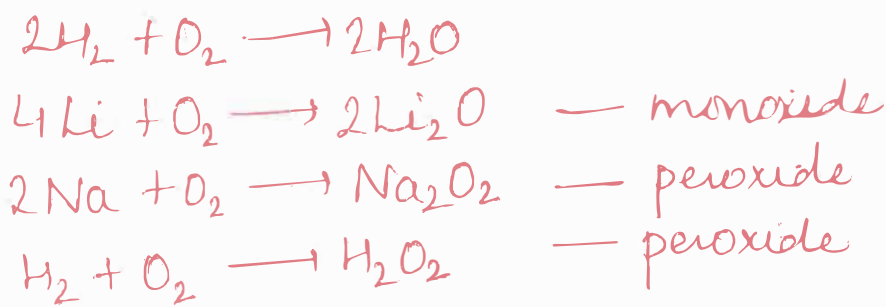 2H₂ + O₂ ⟶ 2H₂O
4Li + O₂ ⟶ 2Li₂O — monoxide
2Na + O₂ ⟶ Na₂O₂ — peroxide
H₂ + O₂ ⟶ H₂O₂ — peroxide